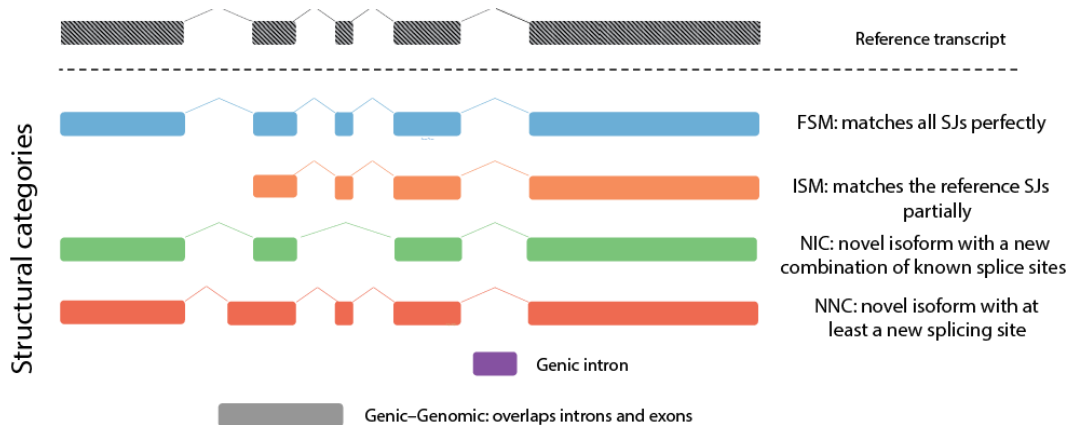 Reference transcript
Structural categories
FSM: matches all SJs perfectly
ISM: matches the reference SJs
partially
NIC: novel isoform with a new
combination of known splice sites
NNC: novel isoform with at
least a new splicing site
Genic intron
Genic–Genomic: overlaps introns and exons